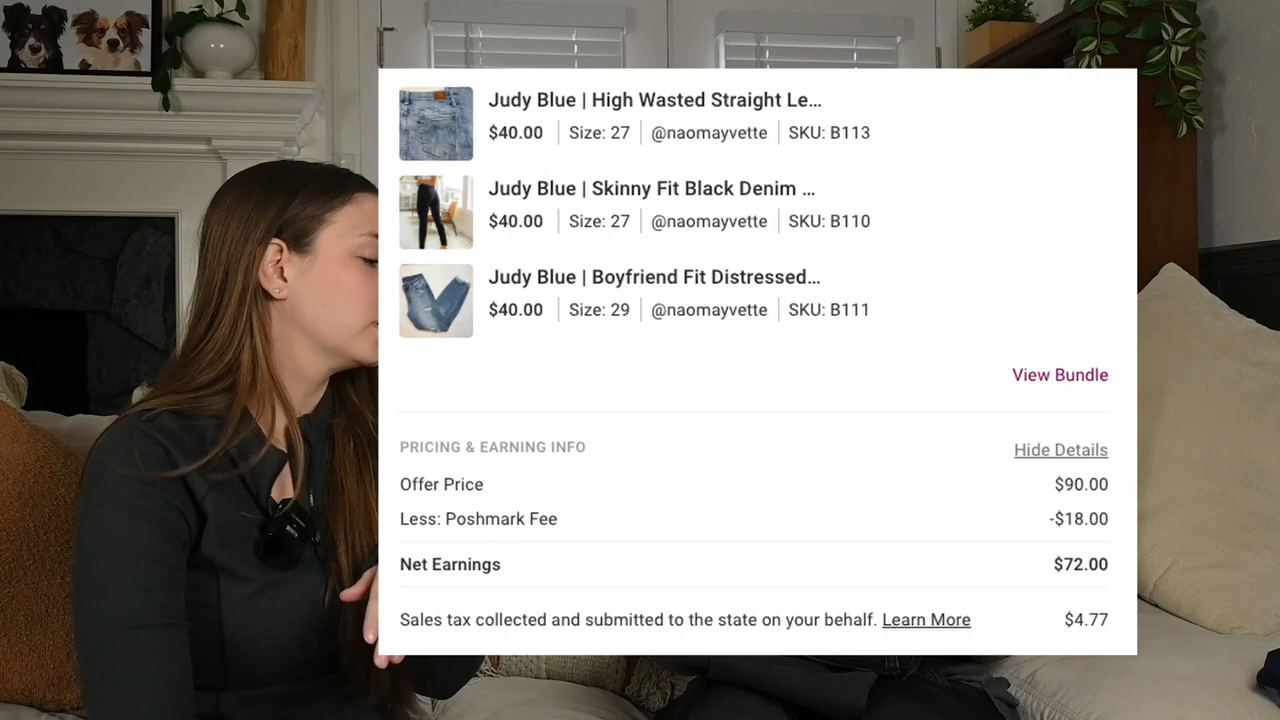 Judy Blue | High Wasted Straight Le...
$40.00 | Size: 27 | @naomayvette | SKU: B113
Judy Blue | Skinny Fit Black Denim ...
$40.00 | Size: 27 | @naomayvette | SKU: B110
Judy Blue | Boyfriend Fit Distressed...
$40.00 | Size: 29 | @naomayvette | SKU: B111
View Bundle
PRICING & EARNING INFO Hide Details
Offer Price $90.00
Less: Poshmark Fee -$18.00
Net Earnings $72.00
Sales tax collected and submitted to the state on your behalf. Learn More $4.77